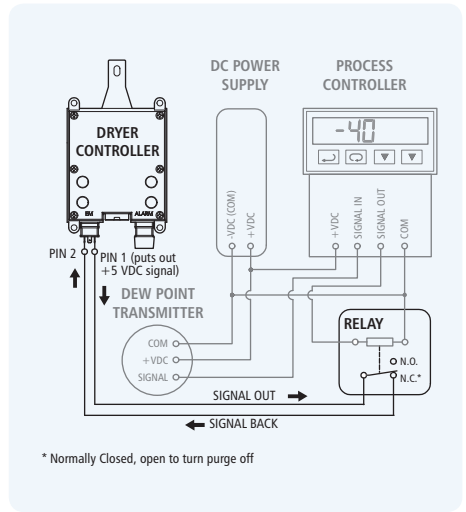 DC POWER
SUPPLY
PROCESS
CONTROLLER
-40
DRYER
CONTROLLER
EM
ALARM
-VDC (COM)
+VDC
+VDC
SIGNAL IN
SIGNAL OUT
COM
PIN 2
PIN 1 (puts out
+5 VDC signal)
DEW POINT
TRANSMITTER
COM
+VDC
SIGNAL
RELAY
N.O.
N.C.*
SIGNAL OUT
SIGNAL BACK
* Normally Closed, open to turn purge off